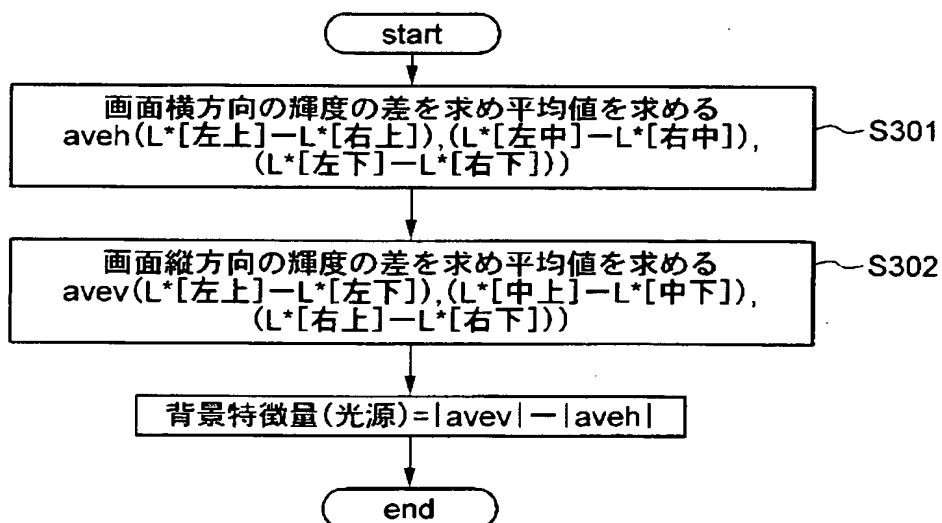 start
画面横方向の輝度の差を求め平均値を求める
aveh(L*[左上]－L*[右上]),(L*[左中]－L*[右中]),
(L*[左下]－L*[右下]))
S301
画面縦方向の輝度の差を求め平均値を求める
avev(L*[左上]－L*[左下]),(L*[中上]－L*[中下]),
(L*[右上]－L*[右下]))
S302
背景特徴量(光源)=|avev|－|aveh|
end